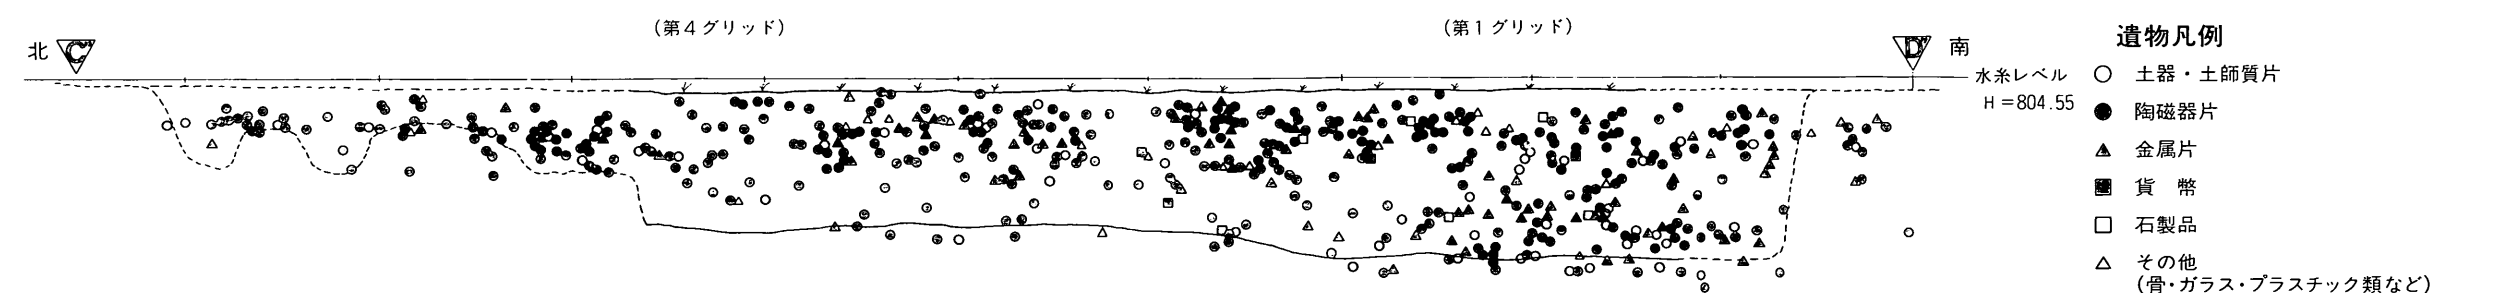 (第4グリッド)
(第1グリッド)
北 C'
D' 南
水糸レベル
H=804.55
遺物凡例
土器・土師質片
陶磁器片
金属片
貨幣
石製品
その他
(骨・ガラス・プラスチック類など)